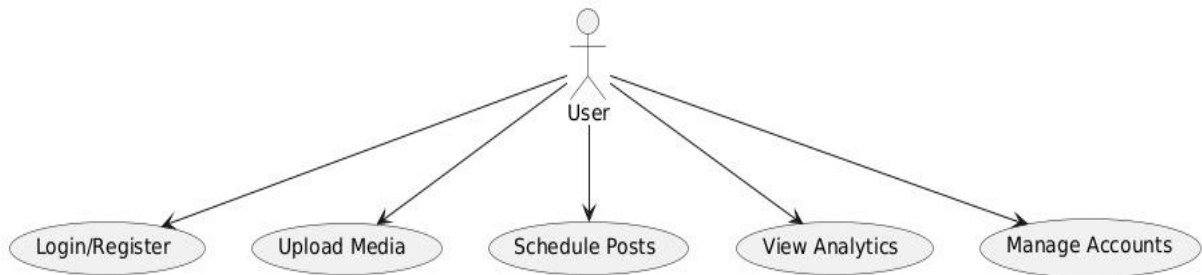 User
Login/Register
Upload Media
Schedule Posts
View Analytics
Manage Accounts